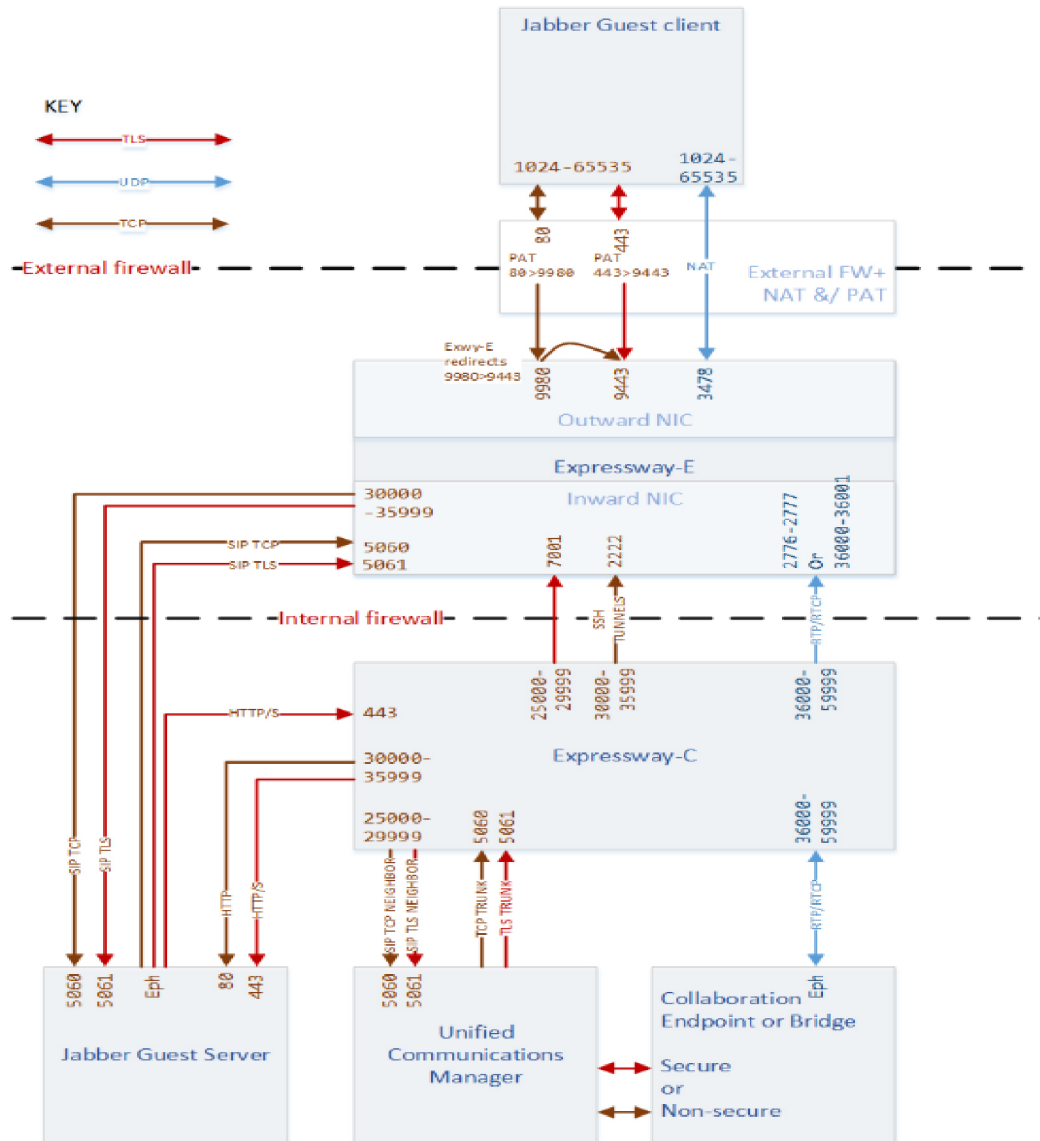 Jabber Guest client
KEY
TLS
UDP
TCP
1024-65535
1024-
65535
80
443
External firewall
PAT
80>9980
PAT
443>9443
NAT
External FW+
NAT &/ PAT
Exwy-E
redirects
9980>9443
9980
9443
3478
Outward NIC
Expressway-E
Inward NIC
30000
-35999
SIP TCP
5060
SIP TLS
5061
7001
2222
2776-2777
Or
36000-36001
Internal firewall
SSH
TUNNELS
RTP/RTCP
25000-
29999
30000-
35999
36000-
59999
HTTP/S
443
Expressway-C
30000-
35999
25000-
29999
5060
5061
36000-
59999
SIP TCP
SIP TLS
HTTP
HTTP/S
SIP TCP NEIGHBOR
SIP TLS NEIGHBOR
TCP TRUNK
TLS TRUNK
RTP/RTCP
5060
5061
Eph
80
443
Jabber Guest Server
5060
5061
Unified
Communications
Manager
Eph
Collaboration
Endpoint or Bridge
Secure
or
Non-secure